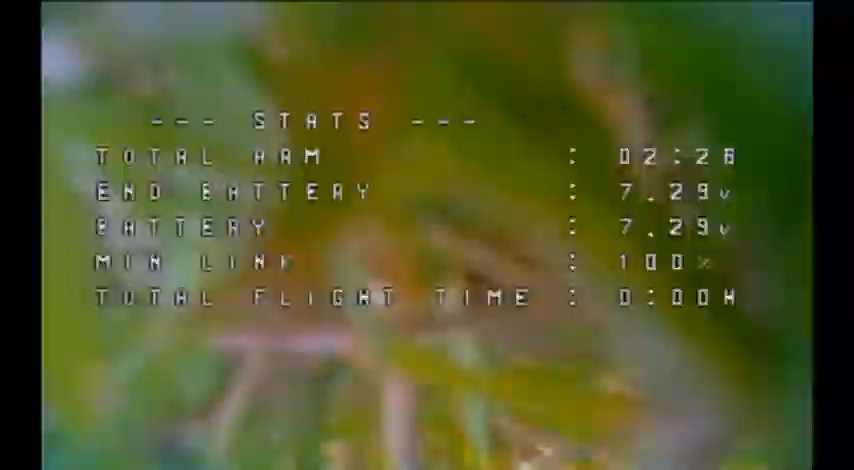 --- STATS ---
TOTAL ARM : 02:28
END BATTERY : 7.29V
BATTERY : 7.29V
MIN LINK : 100%
TOTAL FLIGHT TIME : 0:00H